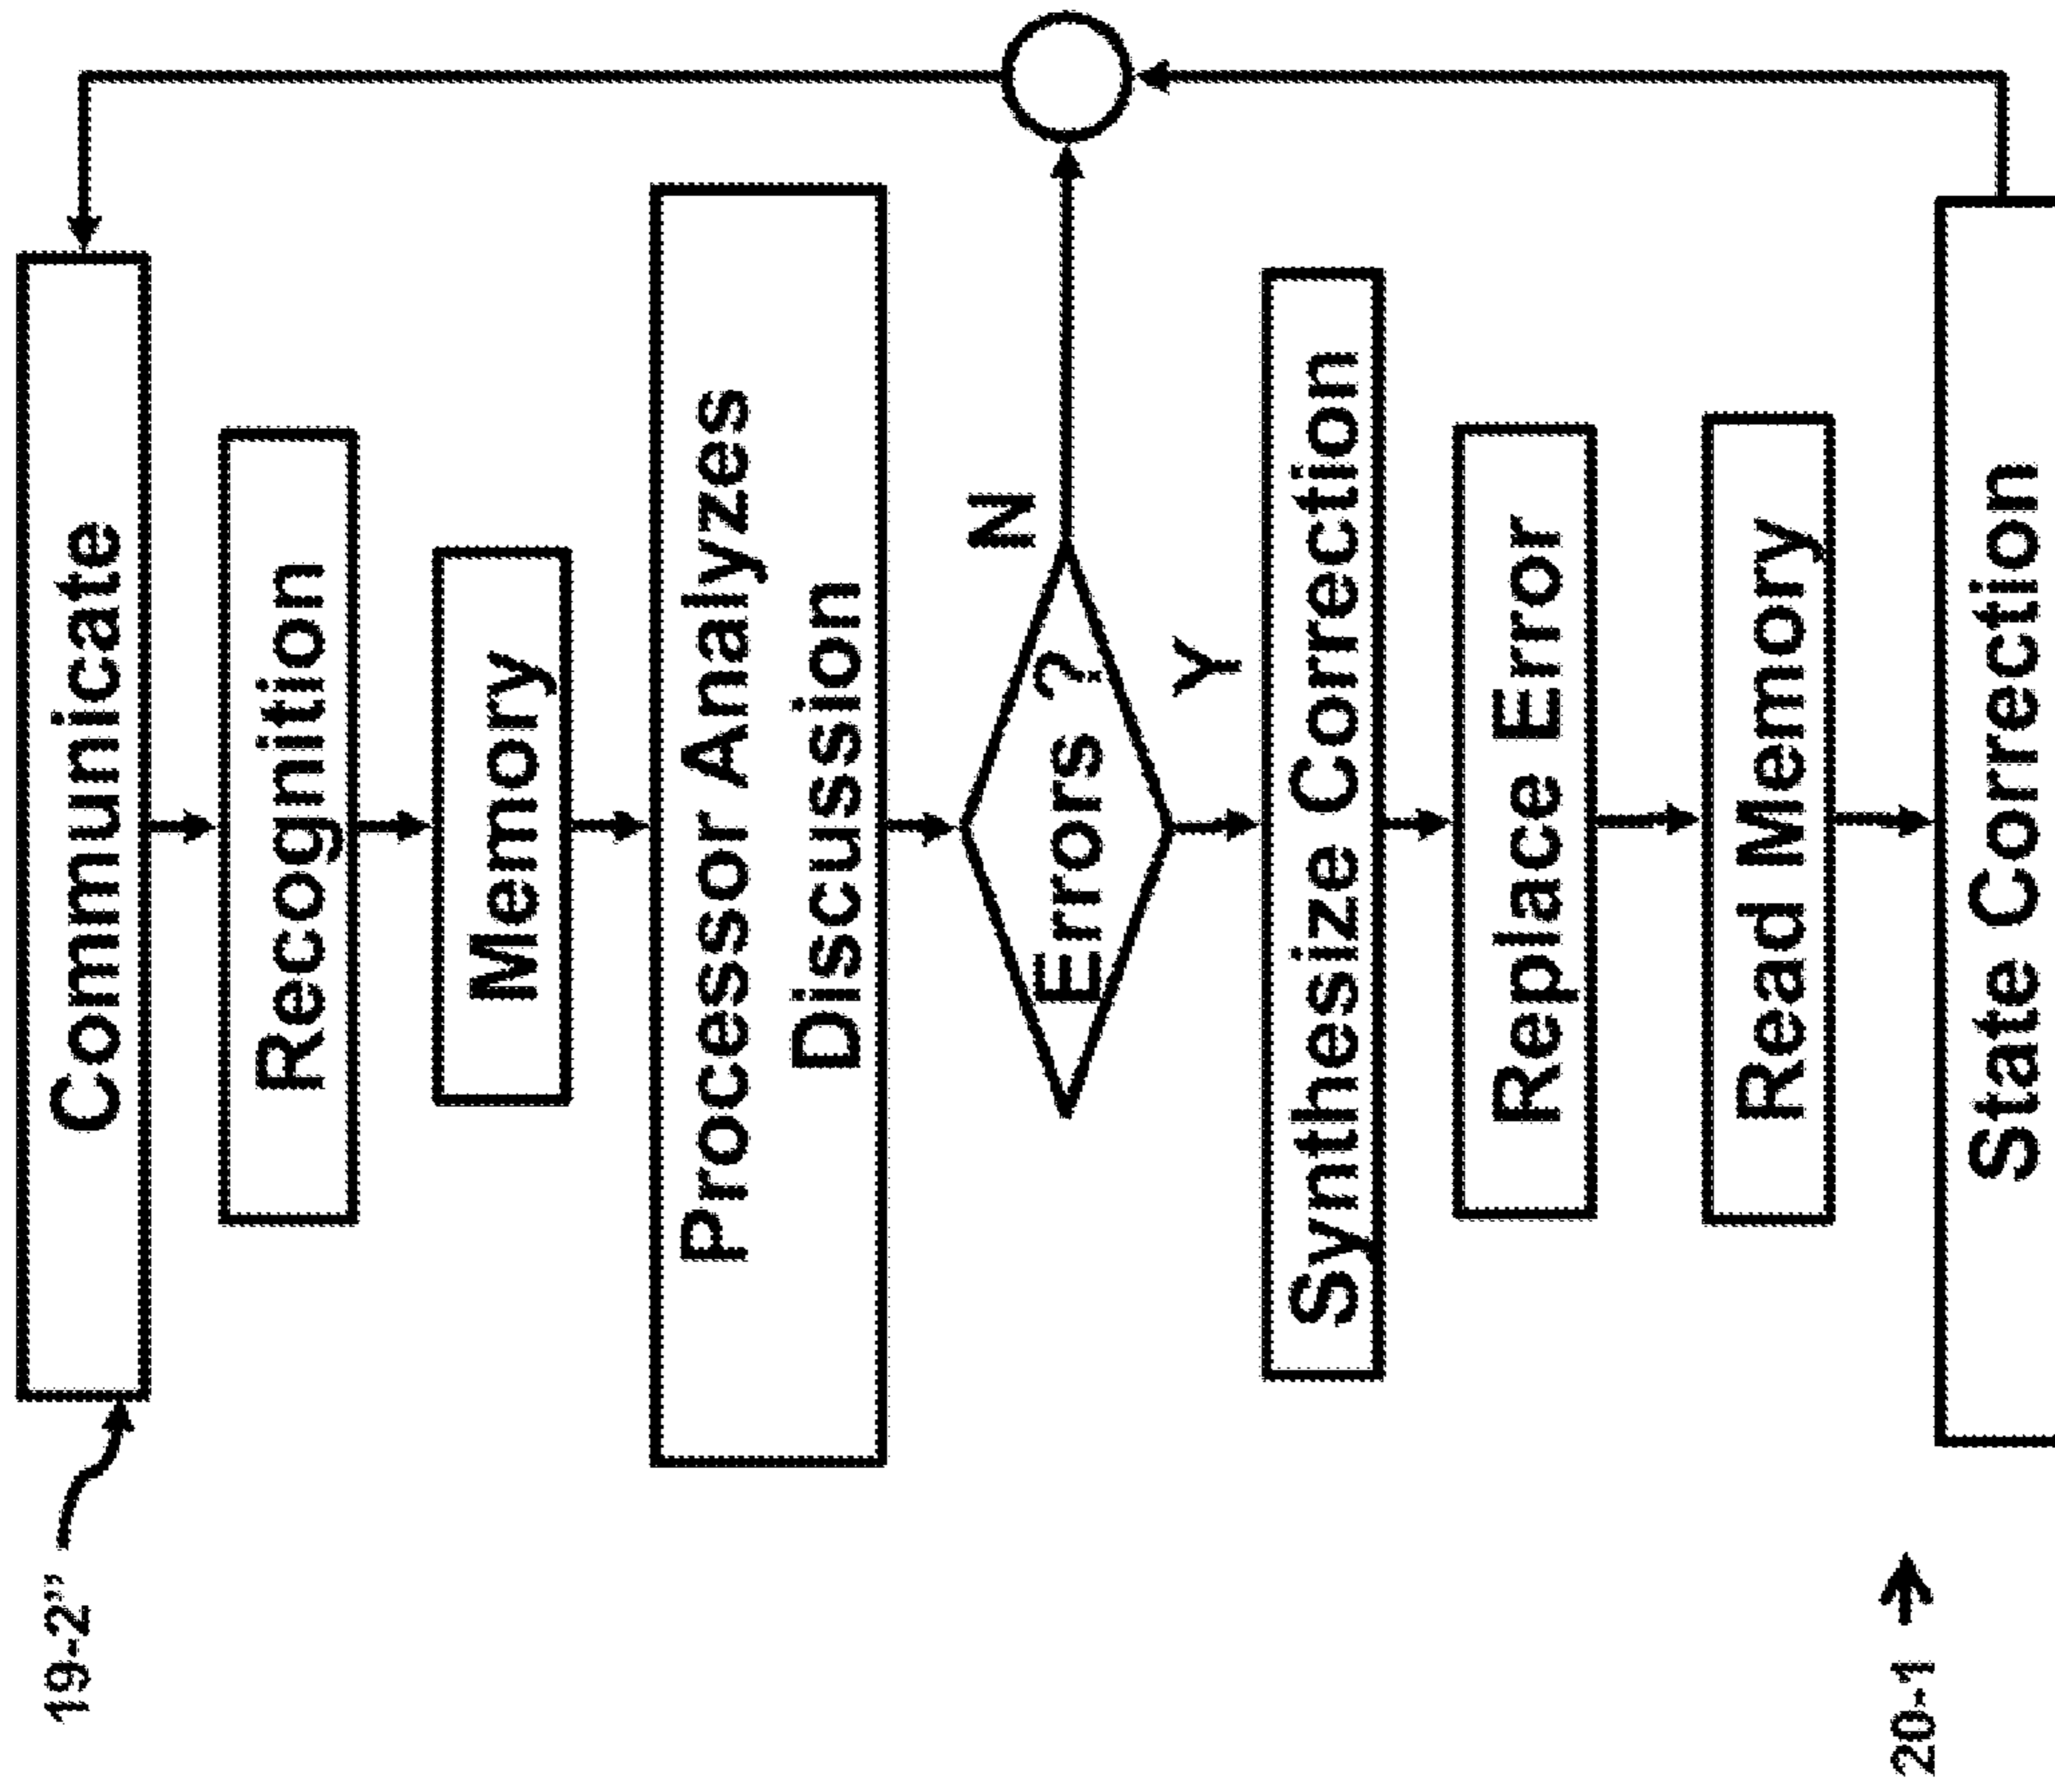 19-2”
Communicate
Recognition
Memory
Processor Analyzes
Discussion
Errors ?
N
Y
Synthesize Correction
Replace Error
Read Memory
State Correction
20-1